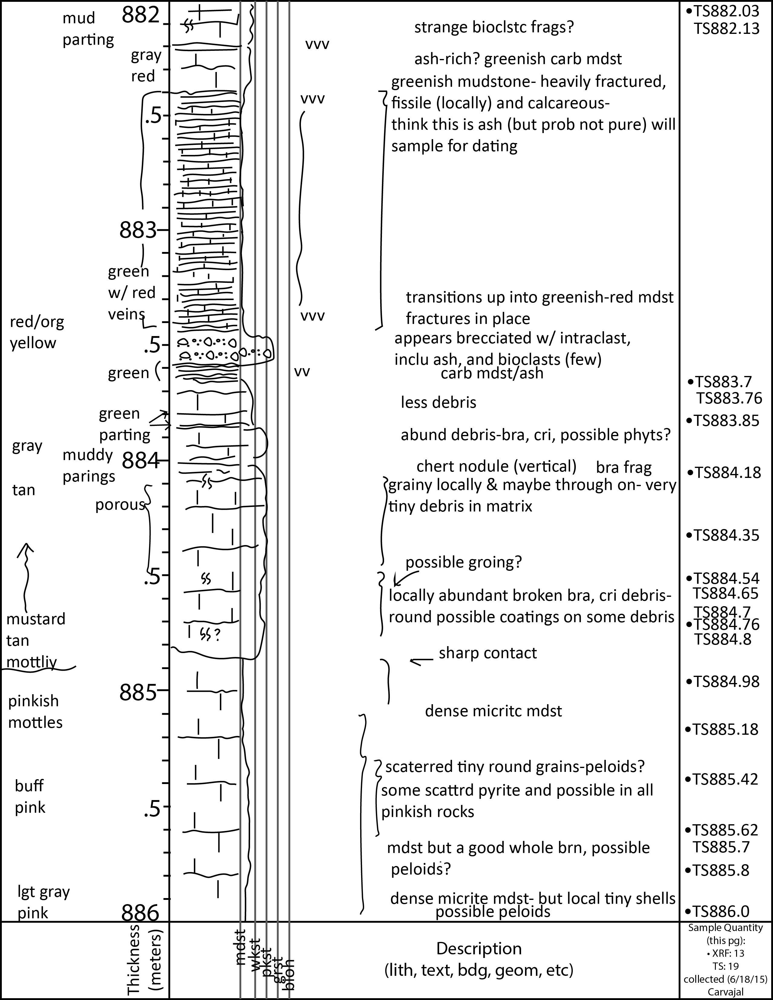 882
mud
parting
strange bioclstc frags?
•TS882.03
TS882.13
vvv
gray
red
ash-rich? greenish carb mdst
greenish mudstone- heavily fractured,
fissile (locally) and calcareous-
think this is ash (but prob not pure) will
sample for dating
vvv
.5
883
green
w/ red
veins
transitions up into greenish-red mdst
fractures in place
vvv
red/org
yellow
.5
appears brecciated w/ intraclast,
inclu ash, and bioclasts (few)
carb mdst/ash
green
vv
•TS883.7
TS883.76
less debris
green
parting
•TS883.85
abund debris-bra, cri, possible phyts?
gray
muddy
parings
884
chert nodule (vertical)
bra frag
•TS884.18
tan
grainy locally & maybe through on- very
tiny debris in matrix
porous
•TS884.35
possible groing?
.5
•TS884.54
TS884.65
locally abundant broken bra, cri debris-
round possible coatings on some debris
TS884.7
•TS884.76
TS884.8
mustard
tan
mottliy
?
sharp contact
•TS884.98
885
pinkish
mottles
dense micritc mdst
•TS885.18
scaterred tiny round grains-peloids?
•TS885.42
buff
pink
some scattrd pyrite and possible in all
pinkish rocks
.5
•TS885.62
TS885.7
mdst but a good whole brn, possible
peloids?
•TS885.8
lgt gray
pink
dense micrite mdst- but local tiny shells
possible peloids
886
•TS886.0
Thickness
(meters)
mdst
wkst
pkst
grst
bioh
Description
(lith, text, bdg, geom, etc)
Sample Quantity
(this pg):
• XRF: 13
TS: 19
collected (6/18/15)
Carvajal